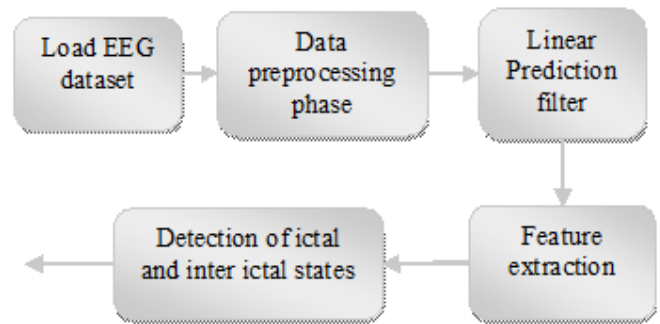 Load EEG
dataset
Data
preprocessing
phase
Linear
Prediction
filter
Feature
extraction
Detection of ictal
and inter ictal states